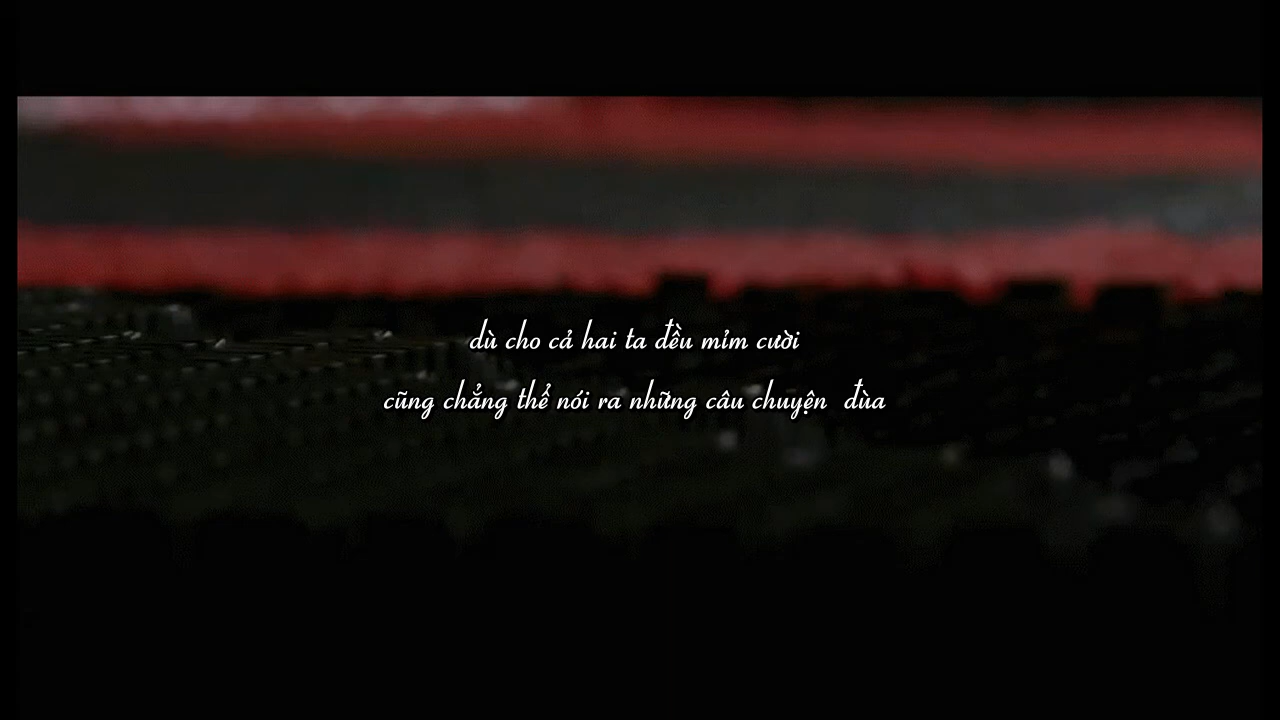 dù cho cả hai ta đều mỉm cười
cũng chẳng thể nói ra những câu chuyện đùa